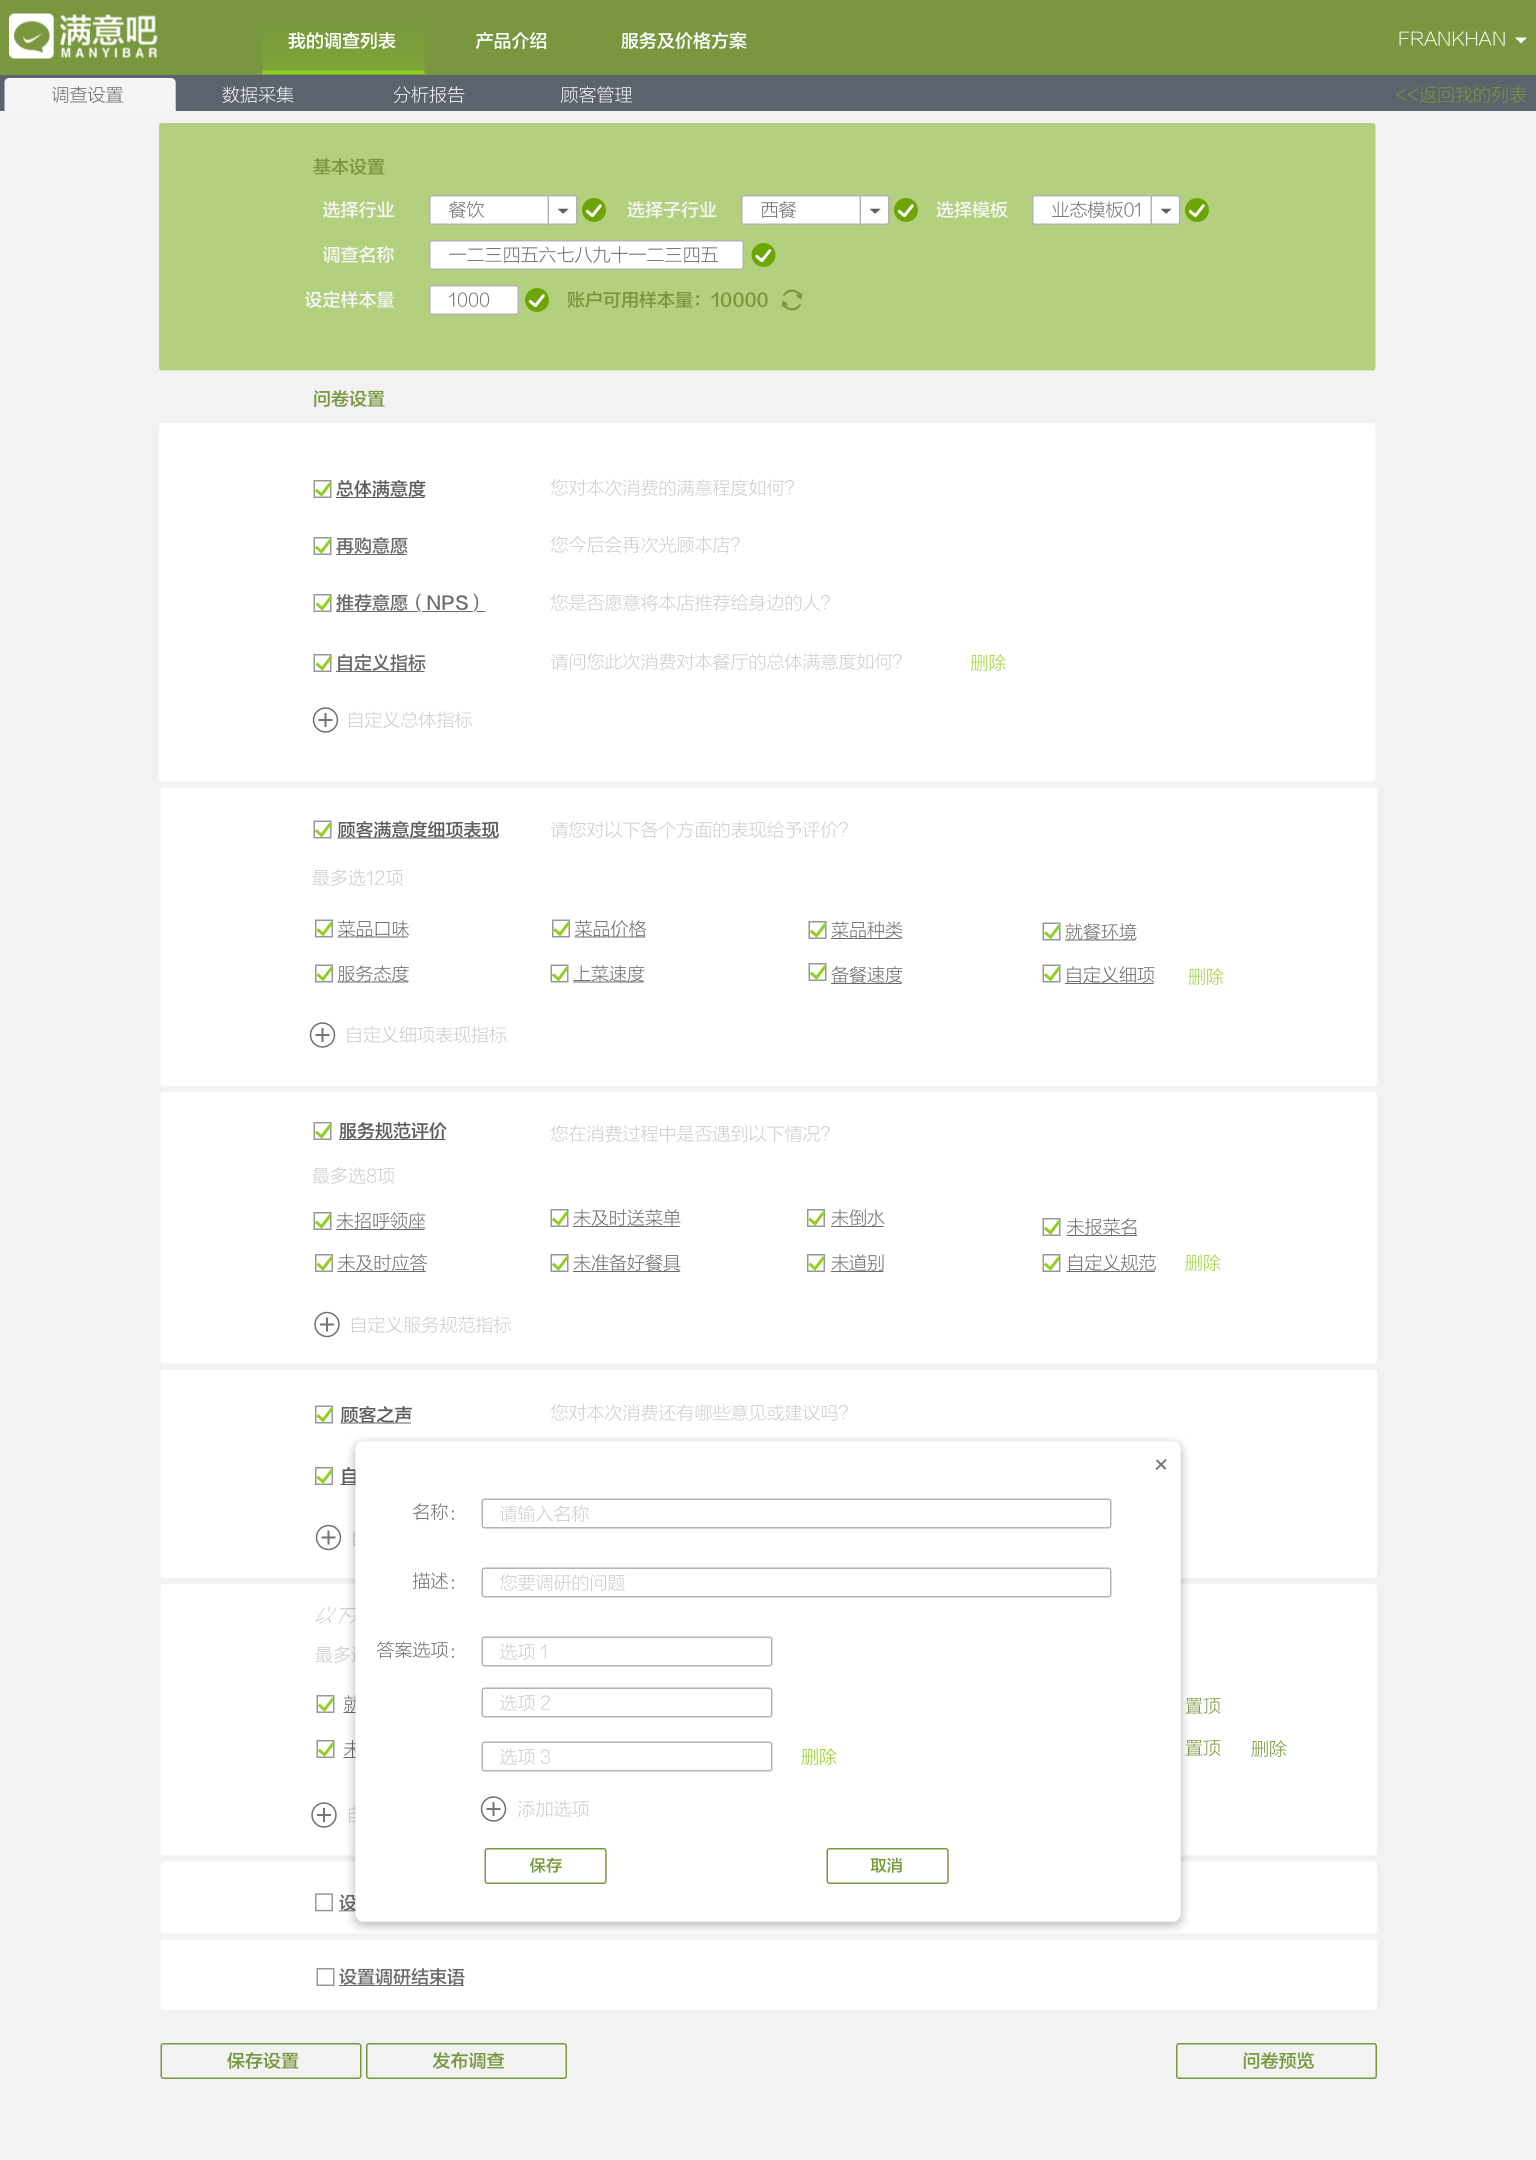 满意吧
MANYIBAR
我的调查列表 产品介绍 服务及价格方案 FRANKHAN
调查设置 数据采集 分析报告 顾客管理 <<返回我的列表
基本设置
选择行业 餐饮 选择子行业 西餐 选择模板 业态模板01
调查名称 一二三四五六七八九十一二三四五
设定样本量 1000 账户可用样本量：10000
问卷设置
总体满意度 您对本次消费的满意程度如何？
再购意愿 您今后会再次光顾本店？
推荐意愿（NPS） 您是否愿意将本店推荐给身边的人？
自定义指标 请问您此次消费对本餐厅的总体满意度如何？ 删除
自定义总体指标
顾客满意度细项表现 请您对以下各个方面的表现给予评价？
最多选12项
菜品口味 菜品价格 菜品种类 就餐环境
服务态度 上菜速度 备餐速度 自定义细项 删除
自定义细项表现指标
服务规范评价 您在消费过程中是否遇到以下情况？
最多选8项
未招呼领座 未及时送菜单 未倒水 未报菜名
未及时应答 未准备好餐具 未道别 自定义规范 删除
自定义服务规范指标
顾客之声 您对本次消费还有哪些意见或建议吗？
自
名称： 请输入名称
描述： 您要调研的问题
以下
最多
答案选项： 选项 1
选项 2
就 置顶
未 置顶 删除
选项 3 删除
添加选项
保存 取消
设
设置调研结束语
保存设置 发布调查 问卷预览